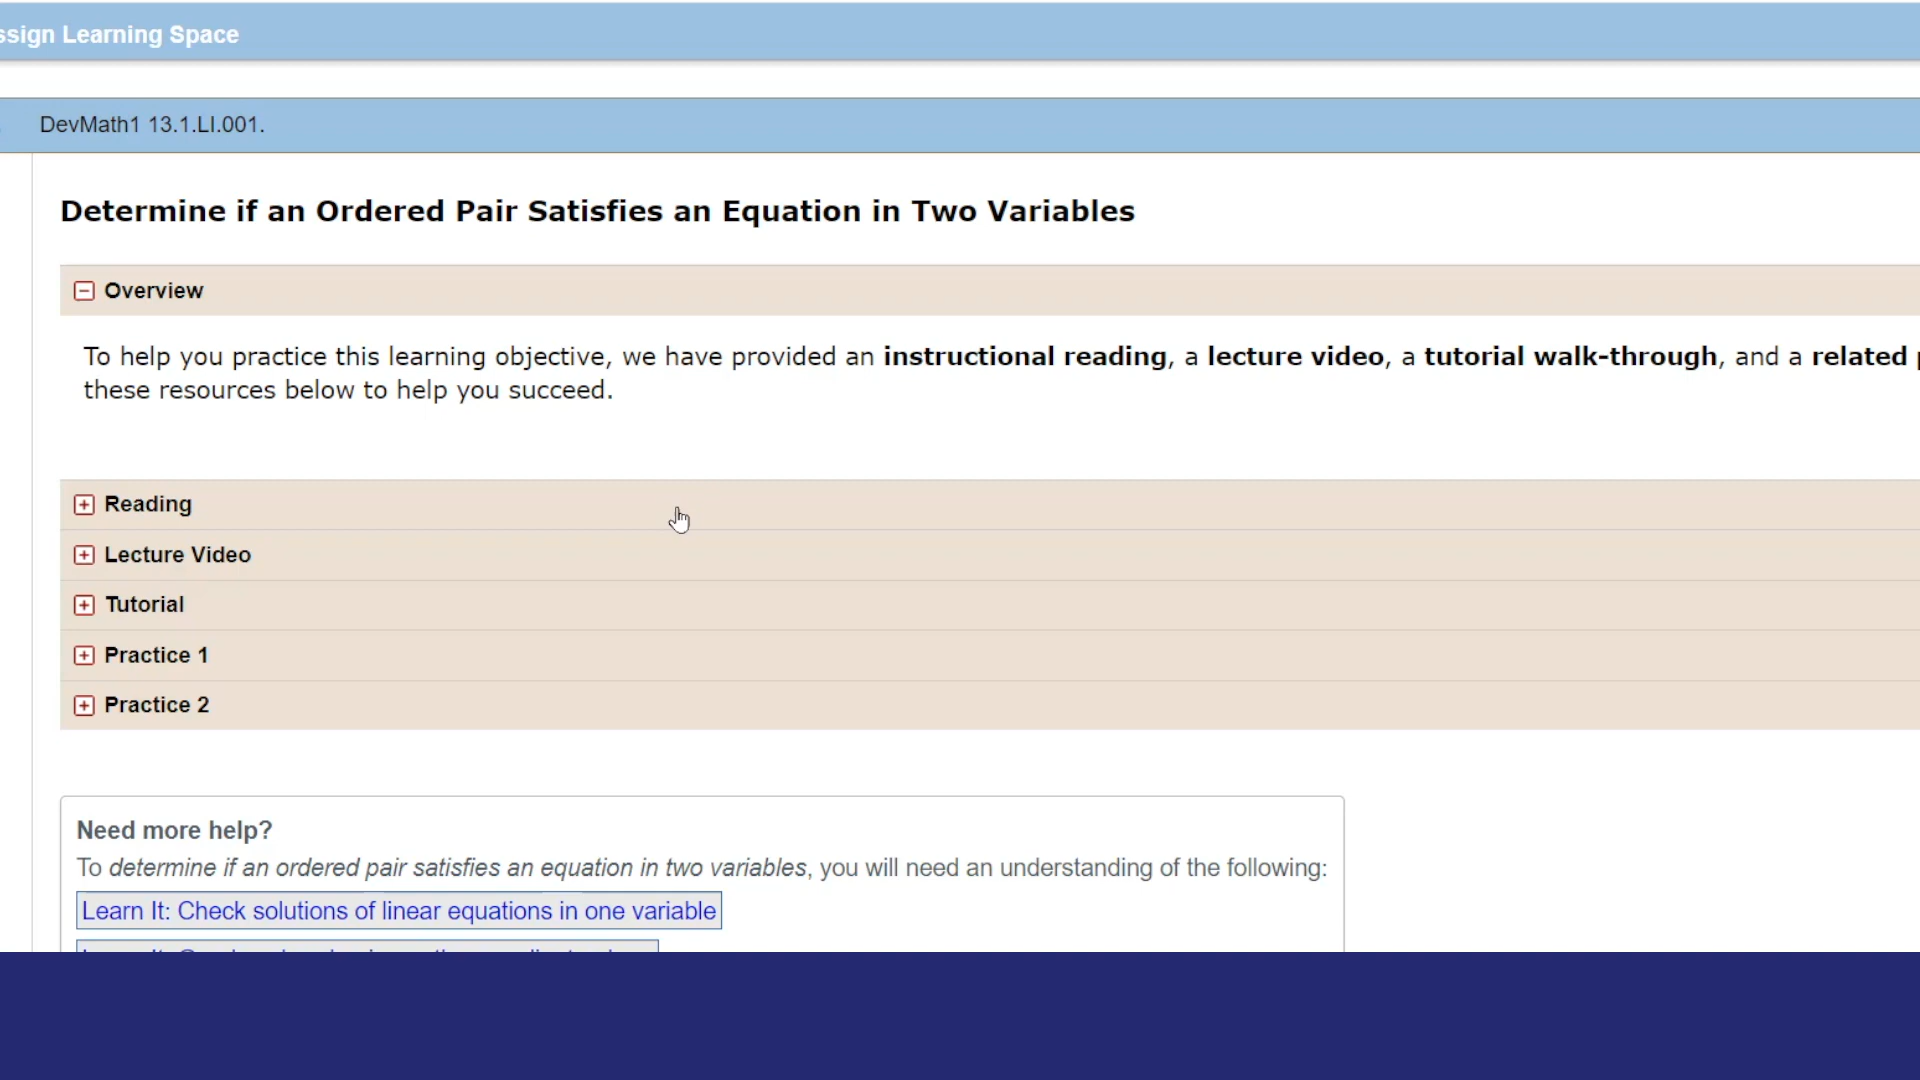 ssign Learning Space
DevMath1 13.1.LI.001.
Determine if an Ordered Pair Satisfies an Equation in Two Variables
Overview
To help you practice this learning objective, we have provided an instructional reading, a lecture video, a tutorial walk-through, and a related
these resources below to help you succeed.
Reading
Lecture Video
Tutorial
Practice 1
Practice 2
Need more help?
To determine if an ordered pair satisfies an equation in two variables, you will need an understanding of the following:
Learn It: Check solutions of linear equations in one variable